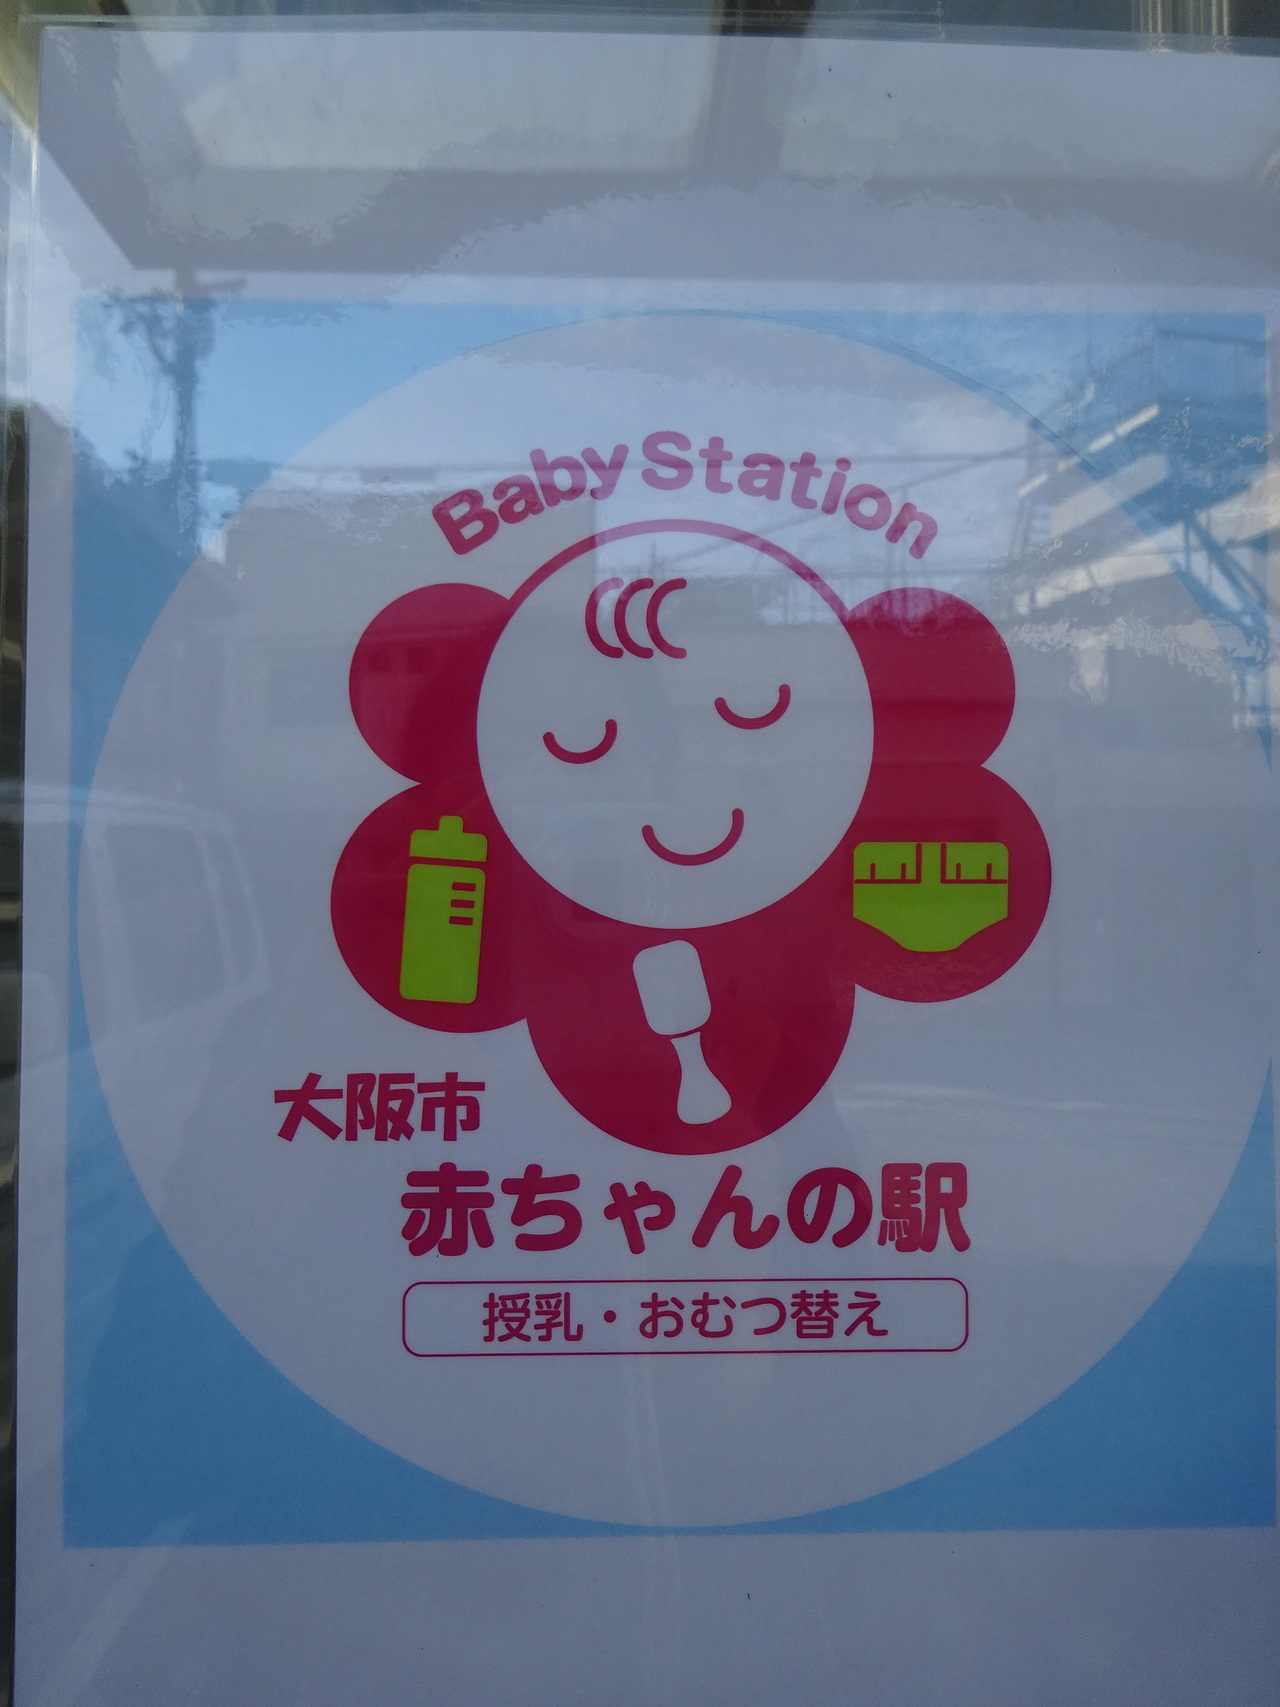 Baby Station
大阪市
赤ちゃんの駅
授乳・おむつ替え